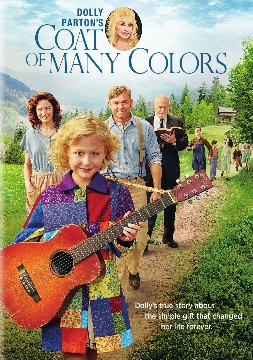 DOLLY
PARTON'S
COAT
OF MANY COLORS
Dolly's true story about
the simple gift that changed
her life forever.